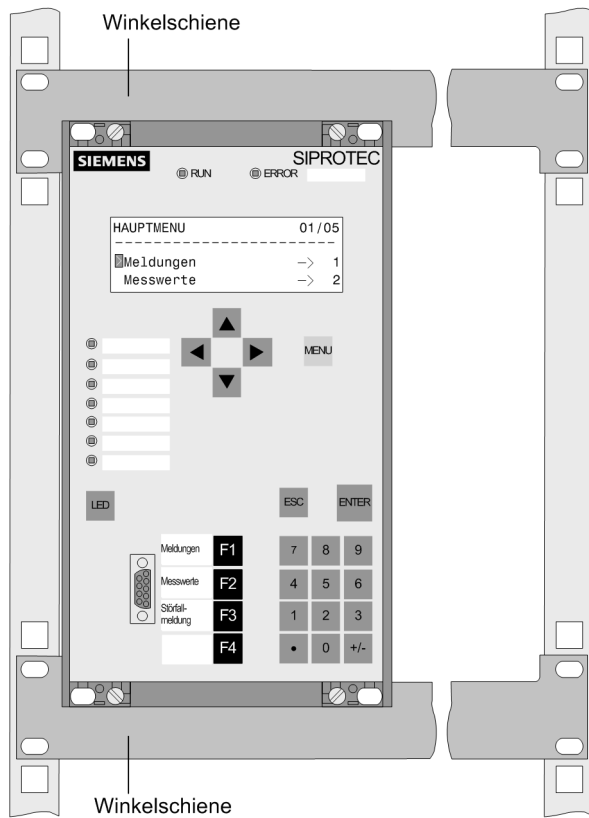 Winkelschiene
SIEMENS
SIPROTEC
RUN
ERROR
HAUPTMENU 01/05
---------------------
Meldungen —> 1
Messwerte —> 2
MENU
LED
ESC
ENTER
Meldungen F1
7 8 9
Messwerte F2
4 5 6
Störfall-
meldung F3
1 2 3
F4
• 0 +/-
Winkelschiene